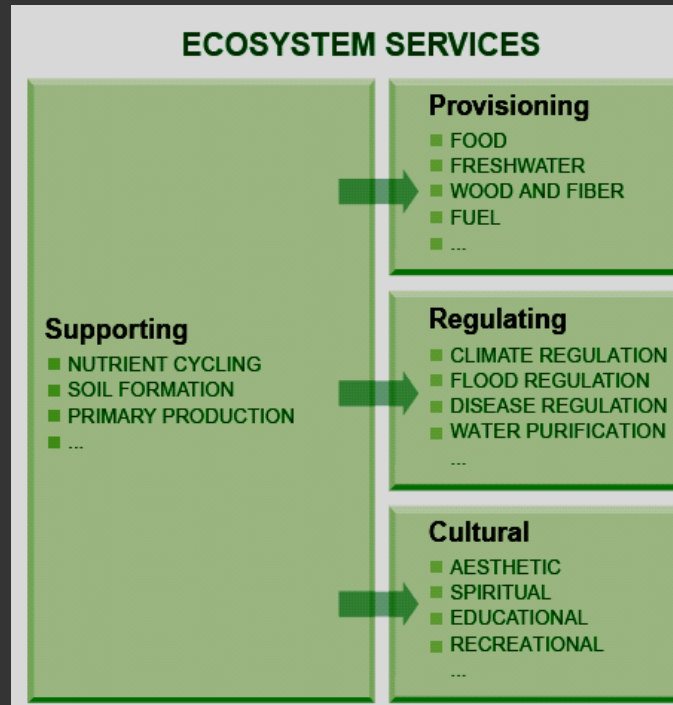 ECOSYSTEM SERVICES
Supporting
NUTRIENT CYCLING
SOIL FORMATION
PRIMARY PRODUCTION
...
Provisioning
FOOD
FRESHWATER
WOOD AND FIBER
FUEL
...
Regulating
CLIMATE REGULATION
FLOOD REGULATION
DISEASE REGULATION
WATER PURIFICATION
...
Cultural
AESTHETIC
SPIRITUAL
EDUCATIONAL
RECREATIONAL
...